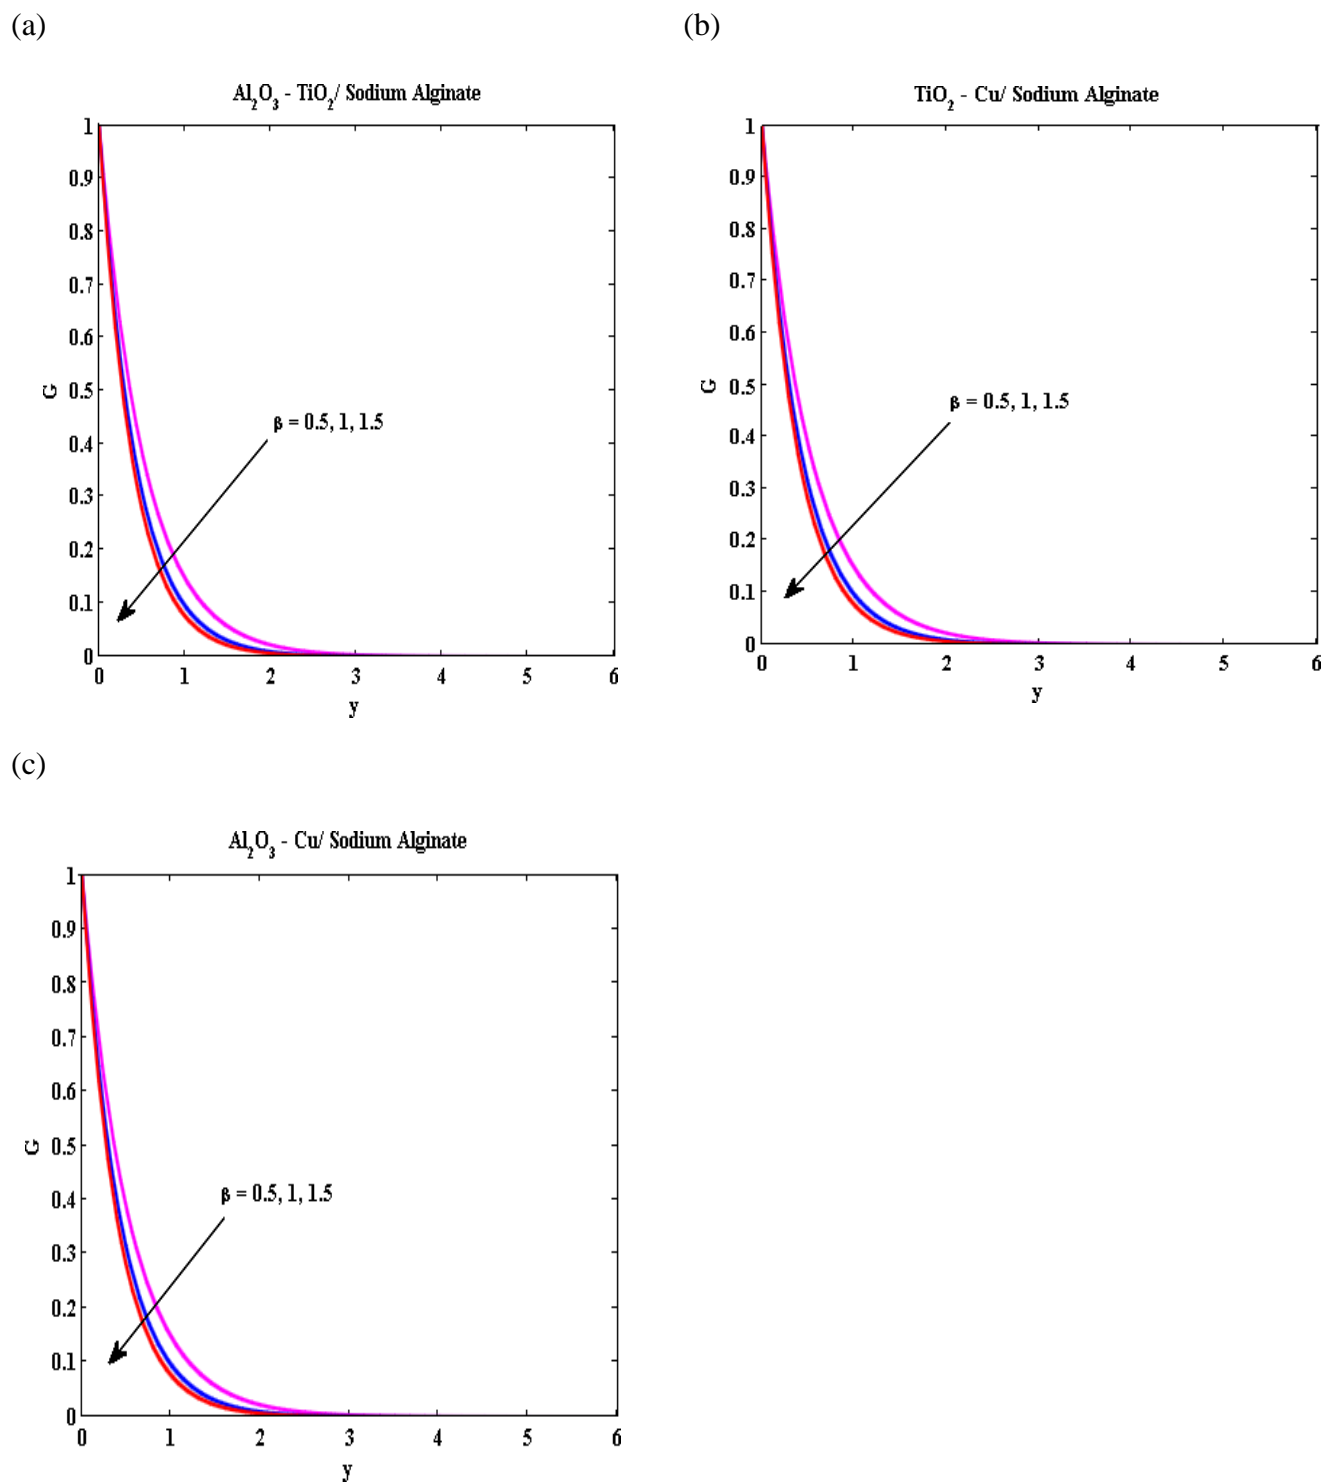 (a)
Al2O3 - TiO2/ Sodium Alginate
1
0.9
0.8
0.7
0.6
0.5
0.4
0.3
0.2
0.1
0
G
β = 0.5, 1, 1.5
0 1 2 3 4 5 6
y
(b)
TiO2 - Cu/ Sodium Alginate
1
0.9
0.8
0.7
0.6
0.5
0.4
0.3
0.2
0.1
0
G
β = 0.5, 1, 1.5
0 1 2 3 4 5 6
y
(c)
Al2O3 - Cu/ Sodium Alginate
1
0.9
0.8
0.7
0.6
0.5
0.4
0.3
0.2
0.1
0
G
β = 0.5, 1, 1.5
0 1 2 3 4 5 6
y